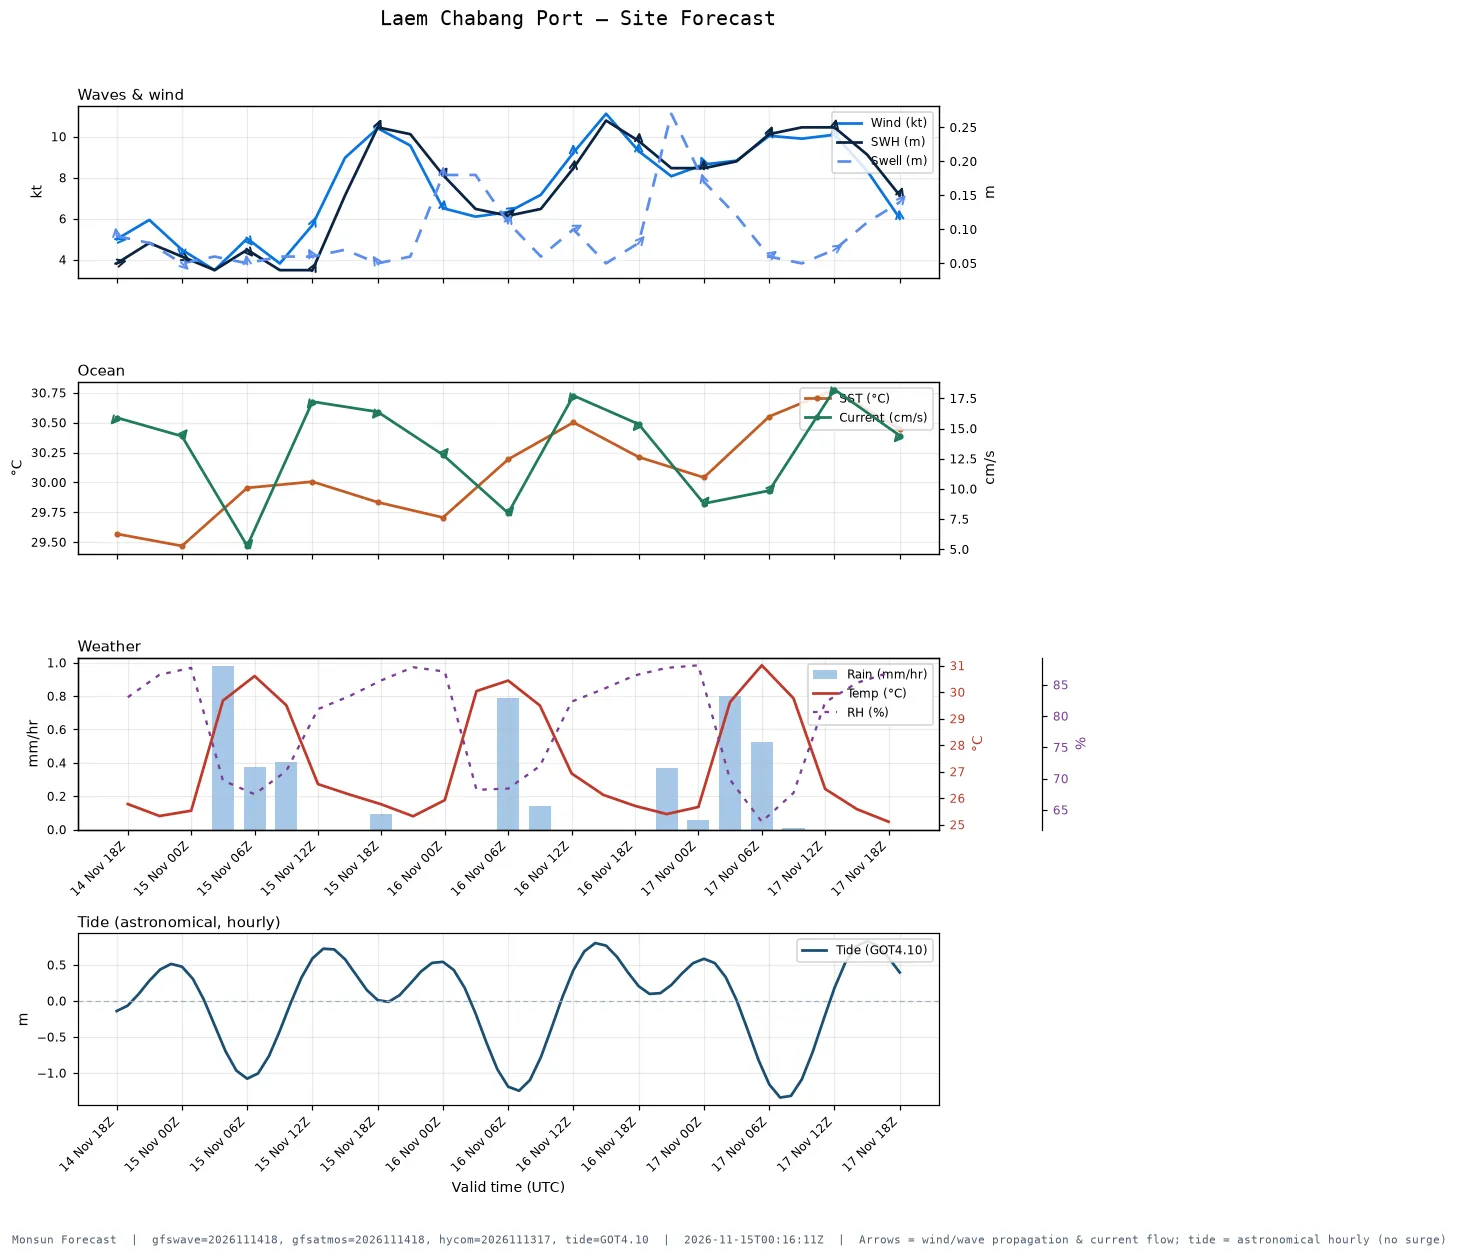 Laem Chabang Port — Site Forecast
Waves & wind
10
8
6
4
kt
Wind (kt)
SWH (m)
Swell (m)
0.25
0.20
0.15
0.10
0.05
m
Ocean
30.75
30.50
30.25
30.00
29.75
29.50
°C
SST (°C)
Current (cm/s)
17.5
15.0
12.5
10.0
7.5
5.0
cm/s
Weather
1.0
0.8
0.6
0.4
0.2
0.0
mm/hr
Rain (mm/hr)
Temp (°C)
RH (%)
31
30
29
28
27
26
25
°C
85
80
75
70
65
%
14 Nov 18Z
15 Nov 00Z
15 Nov 06Z
15 Nov 12Z
15 Nov 18Z
16 Nov 00Z
16 Nov 06Z
16 Nov 12Z
16 Nov 18Z
17 Nov 00Z
17 Nov 06Z
17 Nov 12Z
17 Nov 18Z
Tide (astronomical, hourly)
0.5
0.0
−0.5
−1.0
m
Tide (GOT4.10)
14 Nov 18Z
15 Nov 00Z
15 Nov 06Z
15 Nov 12Z
15 Nov 18Z
16 Nov 00Z
16 Nov 06Z
16 Nov 12Z
16 Nov 18Z
17 Nov 00Z
17 Nov 06Z
17 Nov 12Z
17 Nov 18Z
Valid time (UTC)
Monsun Forecast | gfswave=2026111418, gfsatmos=2026111418, hycom=2026111317, tide=GOT4.10 | 2026-11-15T00:16:11Z | Arrows = wind/wave propagation & current flow; tide = astronomical hourly (no surge)